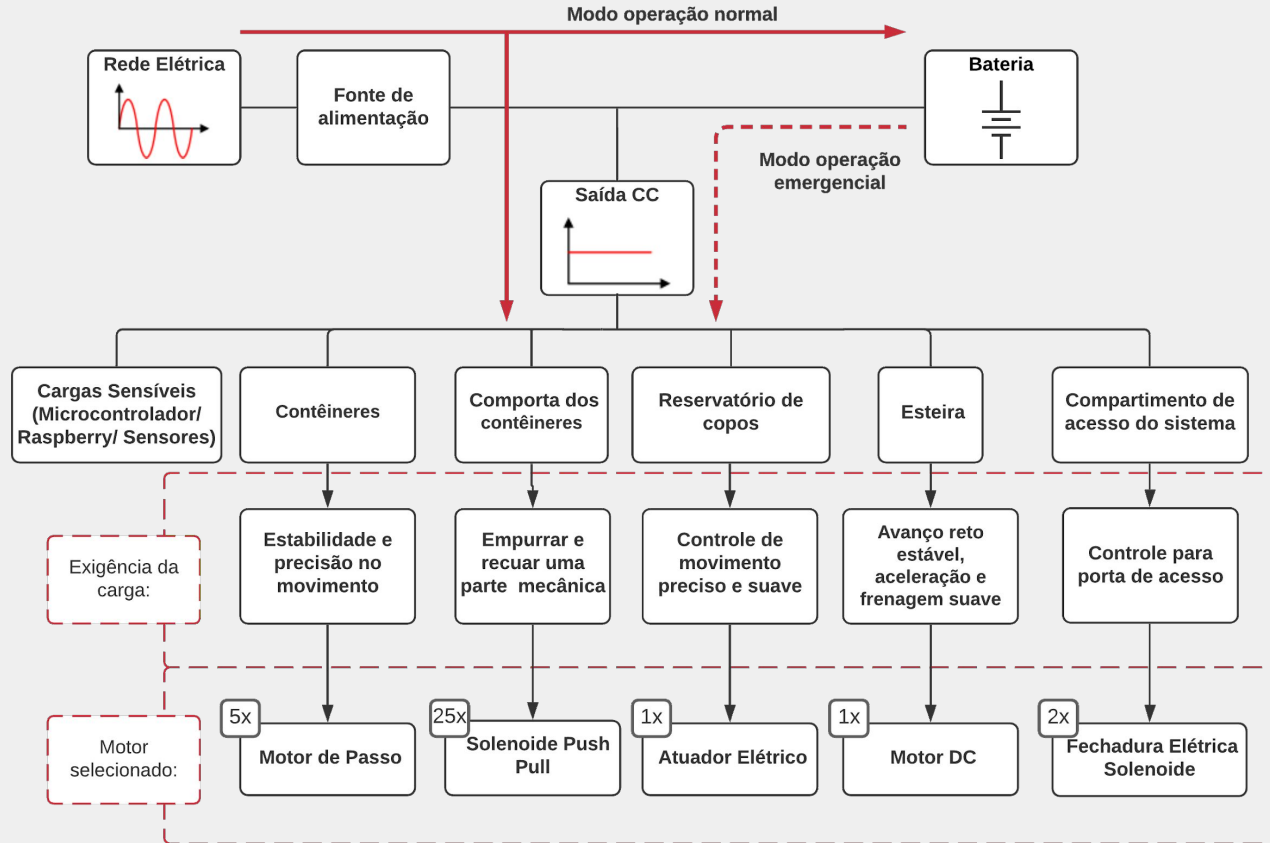 Modo operação normal
Rede Elétrica
Fonte de
alimentação
Bateria
Modo operação
emergencial
Saída CC
Cargas Sensíveis
(Microcontrolador/
Raspberry/ Sensores)
Contêineres
Comporta dos
contêineres
Reservatório de
copos
Esteira
Compartimento de
acesso do sistema
Exigência da
carga:
Estabilidade e
precisão no
movimento
Empurrar e
recuar uma
parte  mecânica
Controle de
movimento
preciso e suave
Avanço reto
estável,
aceleração e
frenagem suave
Controle para
porta de acesso
Motor
selecionado:
5x
Motor de Passo
25x
Solenoide Push
Pull
1x
Atuador Elétrico
1x
Motor DC
2x
Fechadura Elétrica
Solenoide